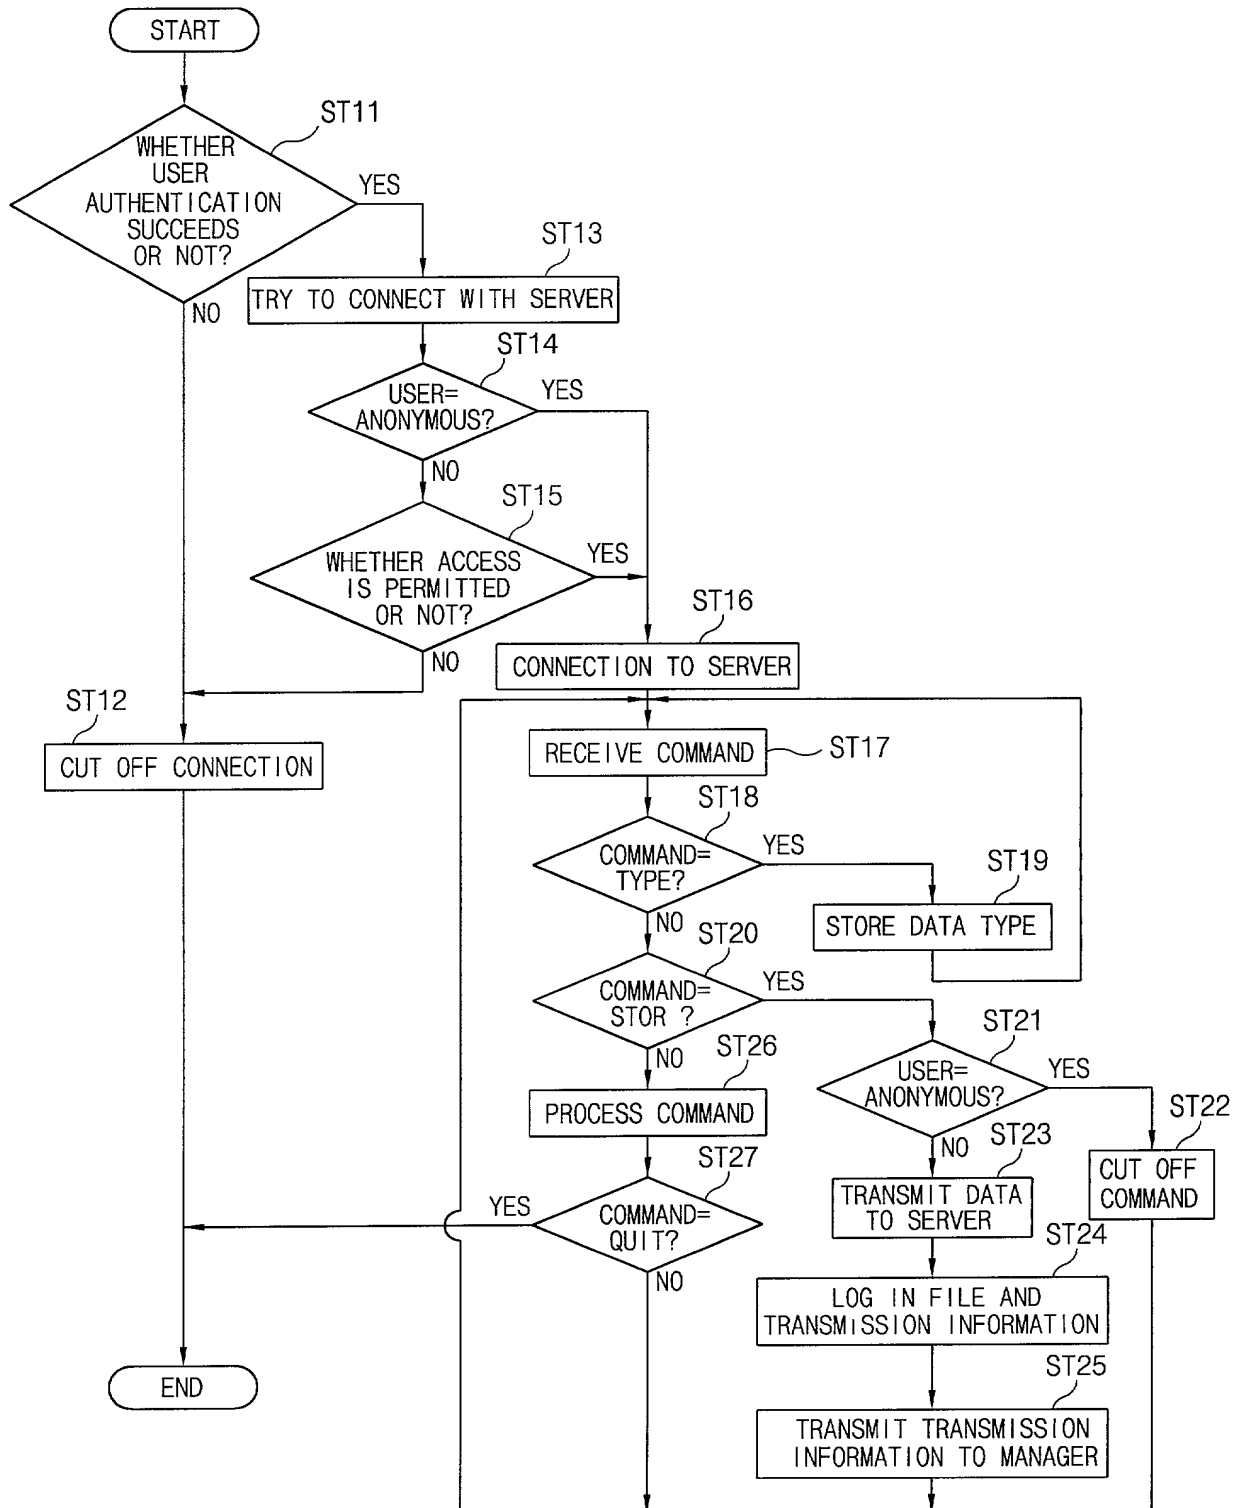 START
ST11
WHETHER
USER
AUTHENTICATION
SUCCEEDS
OR NOT?
YES
NO
ST13
TRY TO CONNECT WITH SERVER
ST14
USER=
ANONYMOUS?
YES
NO
ST15
WHETHER ACCESS
IS PERMITTED
OR NOT?
YES
NO
ST16
CONNECTION TO SERVER
ST12
CUT OFF CONNECTION
RECEIVE COMMAND
ST17
ST18
COMMAND=
TYPE?
YES
NO
ST19
STORE DATA TYPE
ST20
COMMAND=
STOR ?
YES
NO
ST21
USER=
ANONYMOUS?
YES
NO
ST22
CUT OFF
COMMAND
ST26
PROCESS COMMAND
ST23
TRANSMIT DATA
TO SERVER
ST27
COMMAND=
QUIT?
YES
NO
ST24
LOG IN FILE AND
TRANSMISSION INFORMATION
ST25
TRANSMIT TRANSMISSION
INFORMATION TO MANAGER
END